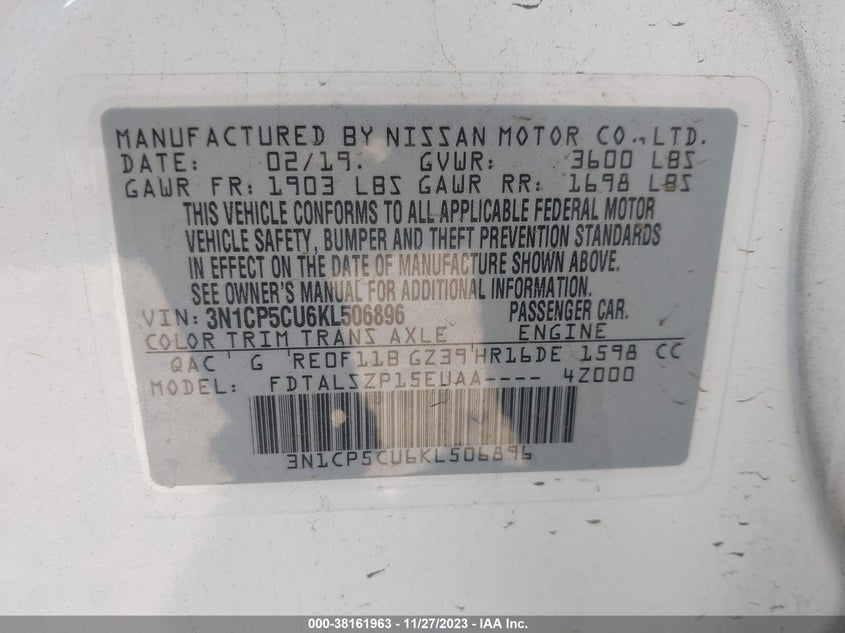 MANUFACTURED BY NISSAN MOTOR CO., LTD.
DATE: 02/19. GVWR: 3600 LBS
GAWR FR: 1903 LBS GAWR RR: 1698 LBS
THIS VEHICLE CONFORMS TO ALL APPLICABLE FEDERAL MOTOR
VEHICLE SAFETY, BUMPER AND THEFT PREVENTION STANDARDS
IN EFFECT ON THE DATE OF MANUFACTURE SHOWN ABOVE.
SEE OWNER'S MANUAL FOR ADDITIONAL INFORMATION.
VIN: 3N1CP5CU6KL506896 PASSENGER CAR.
COLOR TRIM TRANS AXLE ENGINE
QAC G RE0F11B GZ39 HR16DE 1598 CC
MODEL: FDTALSZP15EUAA---- 4Z000
3N1CP5CU6KL506896
000-38161963 - 11/27/2023 - IAA Inc.